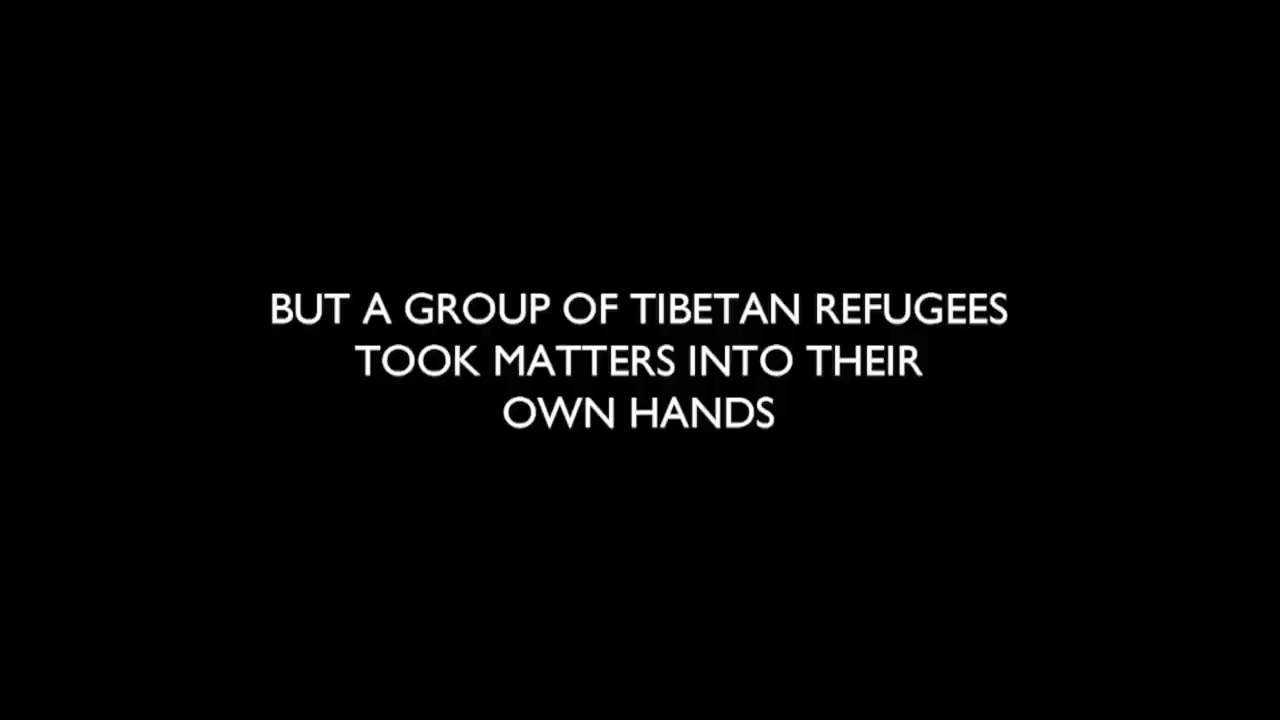 BUT A GROUP OF TIBETAN REFUGEES
TOOK MATTERS INTO THEIR
OWN HANDS